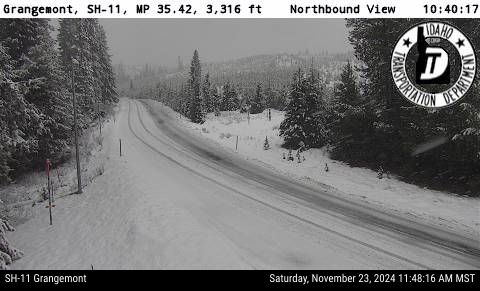 Grangemont, SH-11, MP 35.42, 3,316 ft Northbound View 10:40:17
IDAHO
TRANSPORTATION DEPARTMENT
SH-11 Grangemont Saturday, November 23, 2024 11:48:16 AM MST